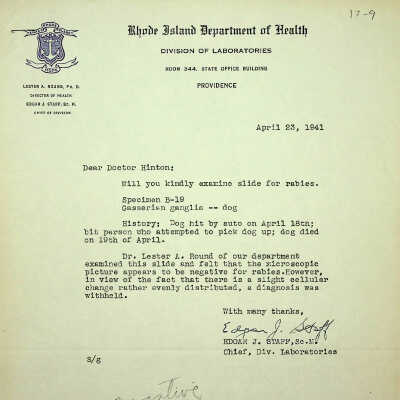 17-9
Rhode Island Department of Health
DIVISION OF LABORATORIES
ROOM 344, STATE OFFICE BUILDING
PROVIDENCE
HOPE
LESTER A. ROUND, PH. D.
DIRECTOR OF HEALTH
EDGAR J. STAFF, SC. M.
CHIEF OF DIVISION
April 23, 1941
Dear Doctor Hinton:
Will you kindly examine slide for rabies.
Specimen B-19
Gasserian ganglia -- dog
History: Dog hit by auto on April 18th;
bit person who attempted to pick dog up; dog died
on 19th of April.
Dr. Lester A. Round of our department
examined this slide and felt that the microscopic
picture appears to be negative for rabies.However,
in view of the fact that there is a slight cellular
change rather evenly distributed, a diagnosis was
withheld.
With many thanks,
Edgar J. Staff
EDGAR J. STAFF,Sc.M.
Chief, Div. Laboratories
S/g
negative